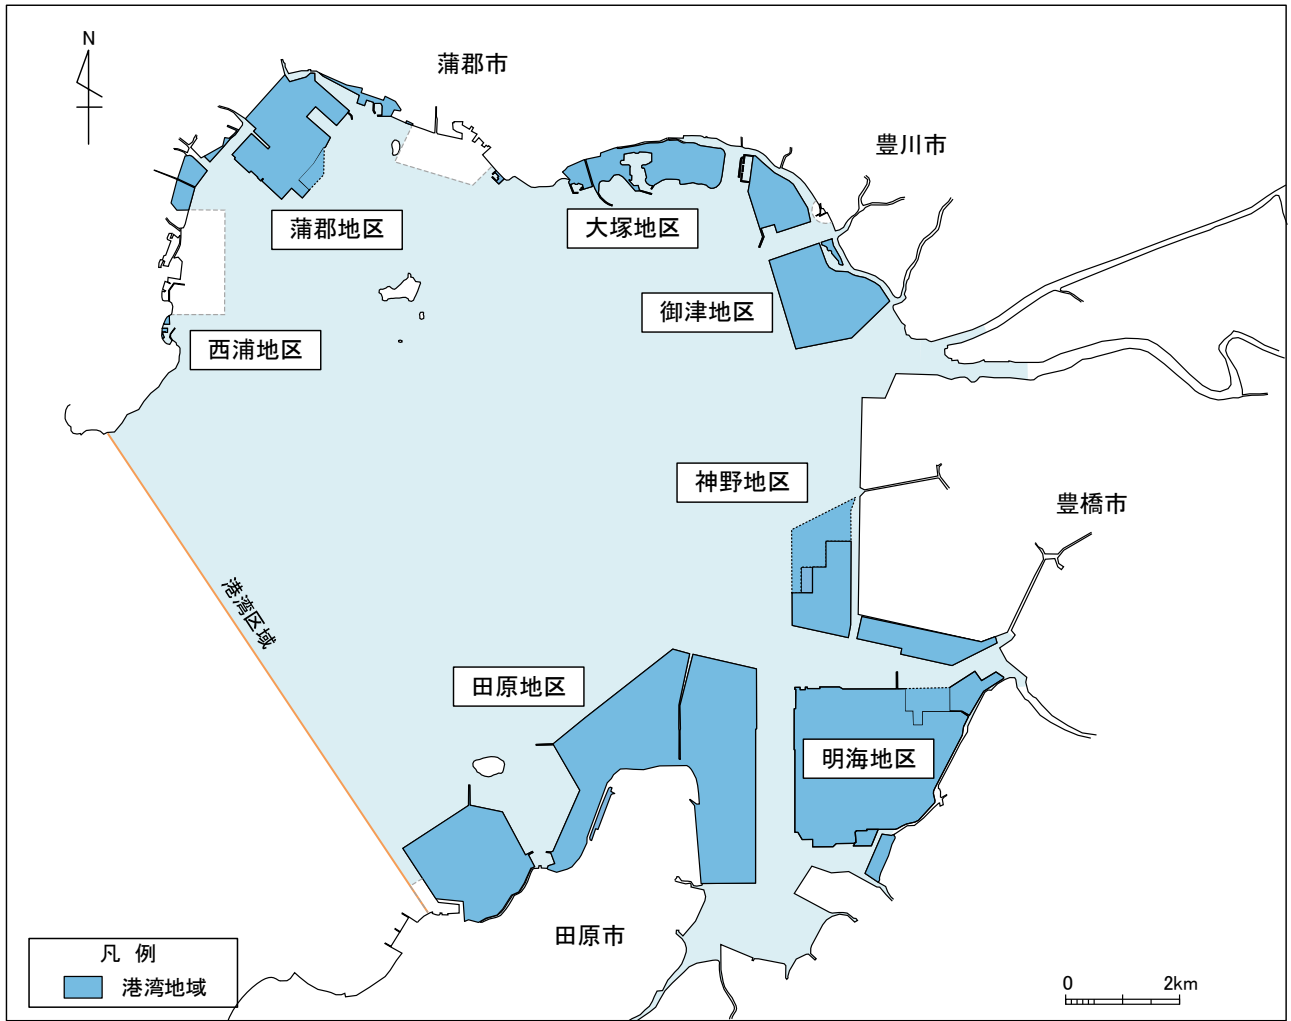 N
蒲郡市
豊川市
蒲郡地区
大塚地区
御津地区
西浦地区
神野地区
豊橋市
港湾区域
田原地区
明海地区
田原市
凡 例
港湾地域
0 2km